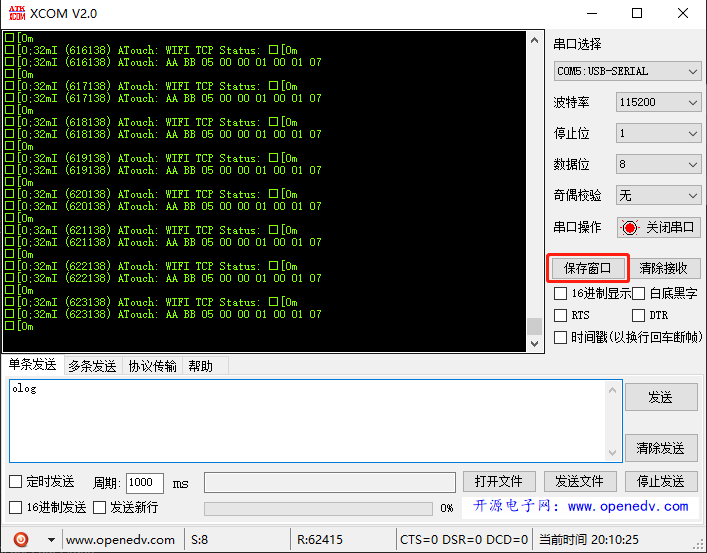 ATK XCOM XCOM V2.0
[0m
[0;32mI (616138) ATouch: WIFI TCP Status: □[0m
[0;32mI (616138) ATouch: AA BB 05 00 00 01 00 01 07
[0m
[0;32mI (617138) ATouch: WIFI TCP Status: □[0m
[0;32mI (617138) ATouch: AA BB 05 00 00 01 00 01 07
[0m
[0;32mI (618138) ATouch: WIFI TCP Status: □[0m
[0;32mI (618138) ATouch: AA BB 05 00 00 01 00 01 07
[0m
[0;32mI (619138) ATouch: WIFI TCP Status: □[0m
[0;32mI (619138) ATouch: AA BB 05 00 00 01 00 01 07
[0m
[0;32mI (620138) ATouch: WIFI TCP Status: □[0m
[0;32mI (620138) ATouch: AA BB 05 00 00 01 00 01 07
[0m
[0;32mI (621138) ATouch: WIFI TCP Status: □[0m
[0;32mI (621138) ATouch: AA BB 05 00 00 01 00 01 07
[0m
[0;32mI (622138) ATouch: WIFI TCP Status: □[0m
[0;32mI (622138) ATouch: AA BB 05 00 00 01 00 01 07
[0m
[0;32mI (623138) ATouch: WIFI TCP Status: □[0m
[0;32mI (623138) ATouch: AA BB 05 00 00 01 00 01 07
[0m
串口选择
COM5:USB-SERIAL
波特率 115200
停止位 1
数据位 8
奇偶校验 无
串口操作 关闭串口
保存窗口 清除接收
16进制显示 白底黑字
RTS DTR
时间戳(以换行回车断帧)
单条发送 多条发送 协议传输 帮助
olog
发送
清除发送
定时发送 周期: 1000 ms 打开文件 发送文件 停止发送
16进制发送 发送新行 0% 开源电子网: www.openedv.com
www.openedv.com S:8 R:62415 CTS=0 DSR=0 DCD=0 当前时间 20:10:25